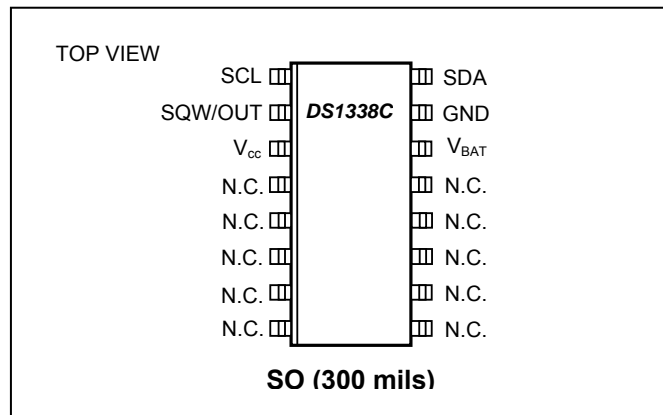 TOP VIEW
SCL SDA
SQW/OUT DS1338C GND
Vcc VBAT
N.C. N.C.
N.C. N.C.
N.C. N.C.
N.C. N.C.
N.C. N.C.
SO (300 mils)